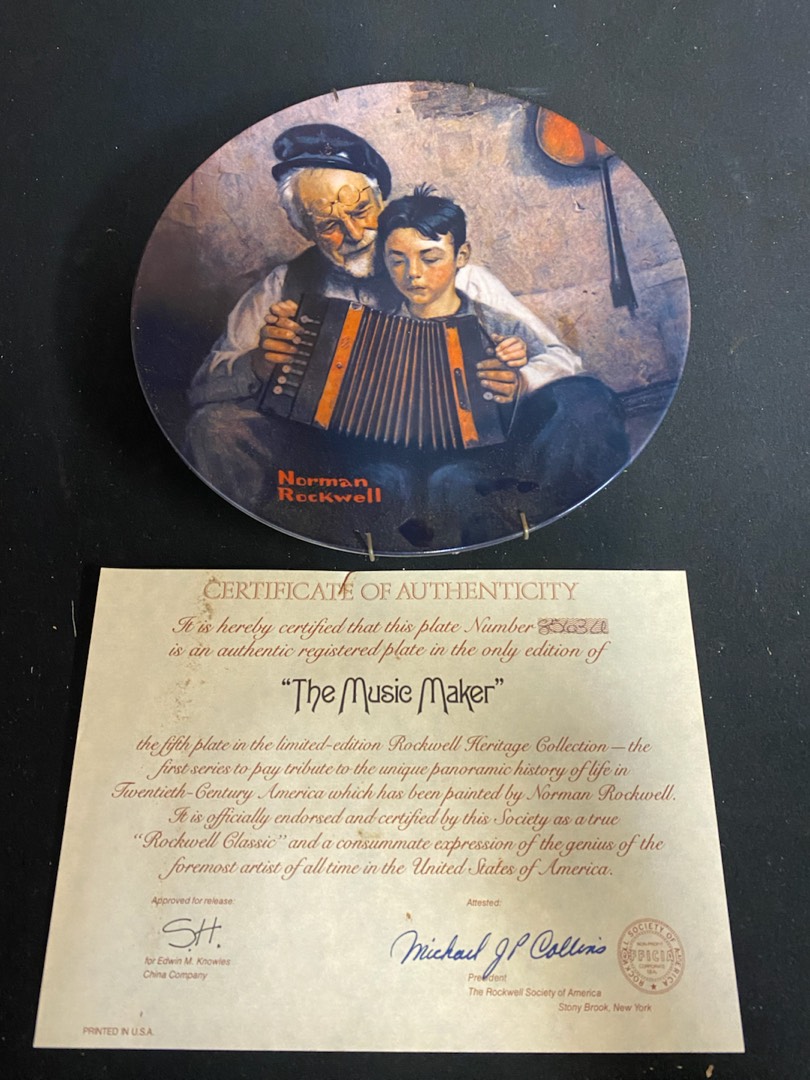 Norman
Rockwell
CERTIFICATE OF AUTHENTICITY
It is hereby certified that this plate Number
is an authentic registered plate in the only edition of
“The Music Maker”
the fifth plate in the limited-edition Rockwell Heritage Collection — the
first series to pay tribute to the unique panoramic history of life in
Twentieth-Century America which has been painted by Norman Rockwell.
It is officially endorsed and certified by this Society as a true
“Rockwell Classic” and a consummate expression of the genius of the
foremost artist of all time in the United States of America.
Approved for release:
S.H.
for Edwin M. Knowles
China Company
Attested:
Michael J P Collins
President
The Rockwell Society of America
Stony Brook, New York
PRINTED IN U.S.A.